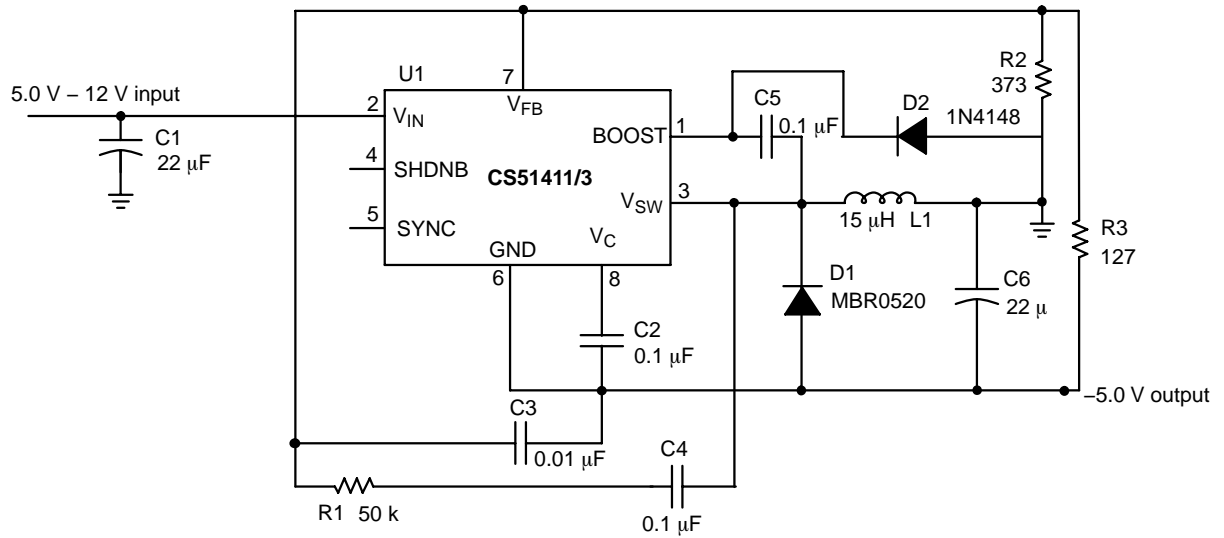 5.0 V – 12 V input
C1
22 µF
U1
2
VIN
7
VFB
4
SHDNB
5
SYNC
CS51411/3
BOOST
1
VSW
3
GND
6
VC
8
C5
0.1 µF
D2
1N4148
R2
373
15 µH L1
R3
127
D1
MBR0520
C6
22 µ
C2
0.1 µF
–5.0 V output
C3
0.01 µF
C4
0.1 µF
R1 50 k